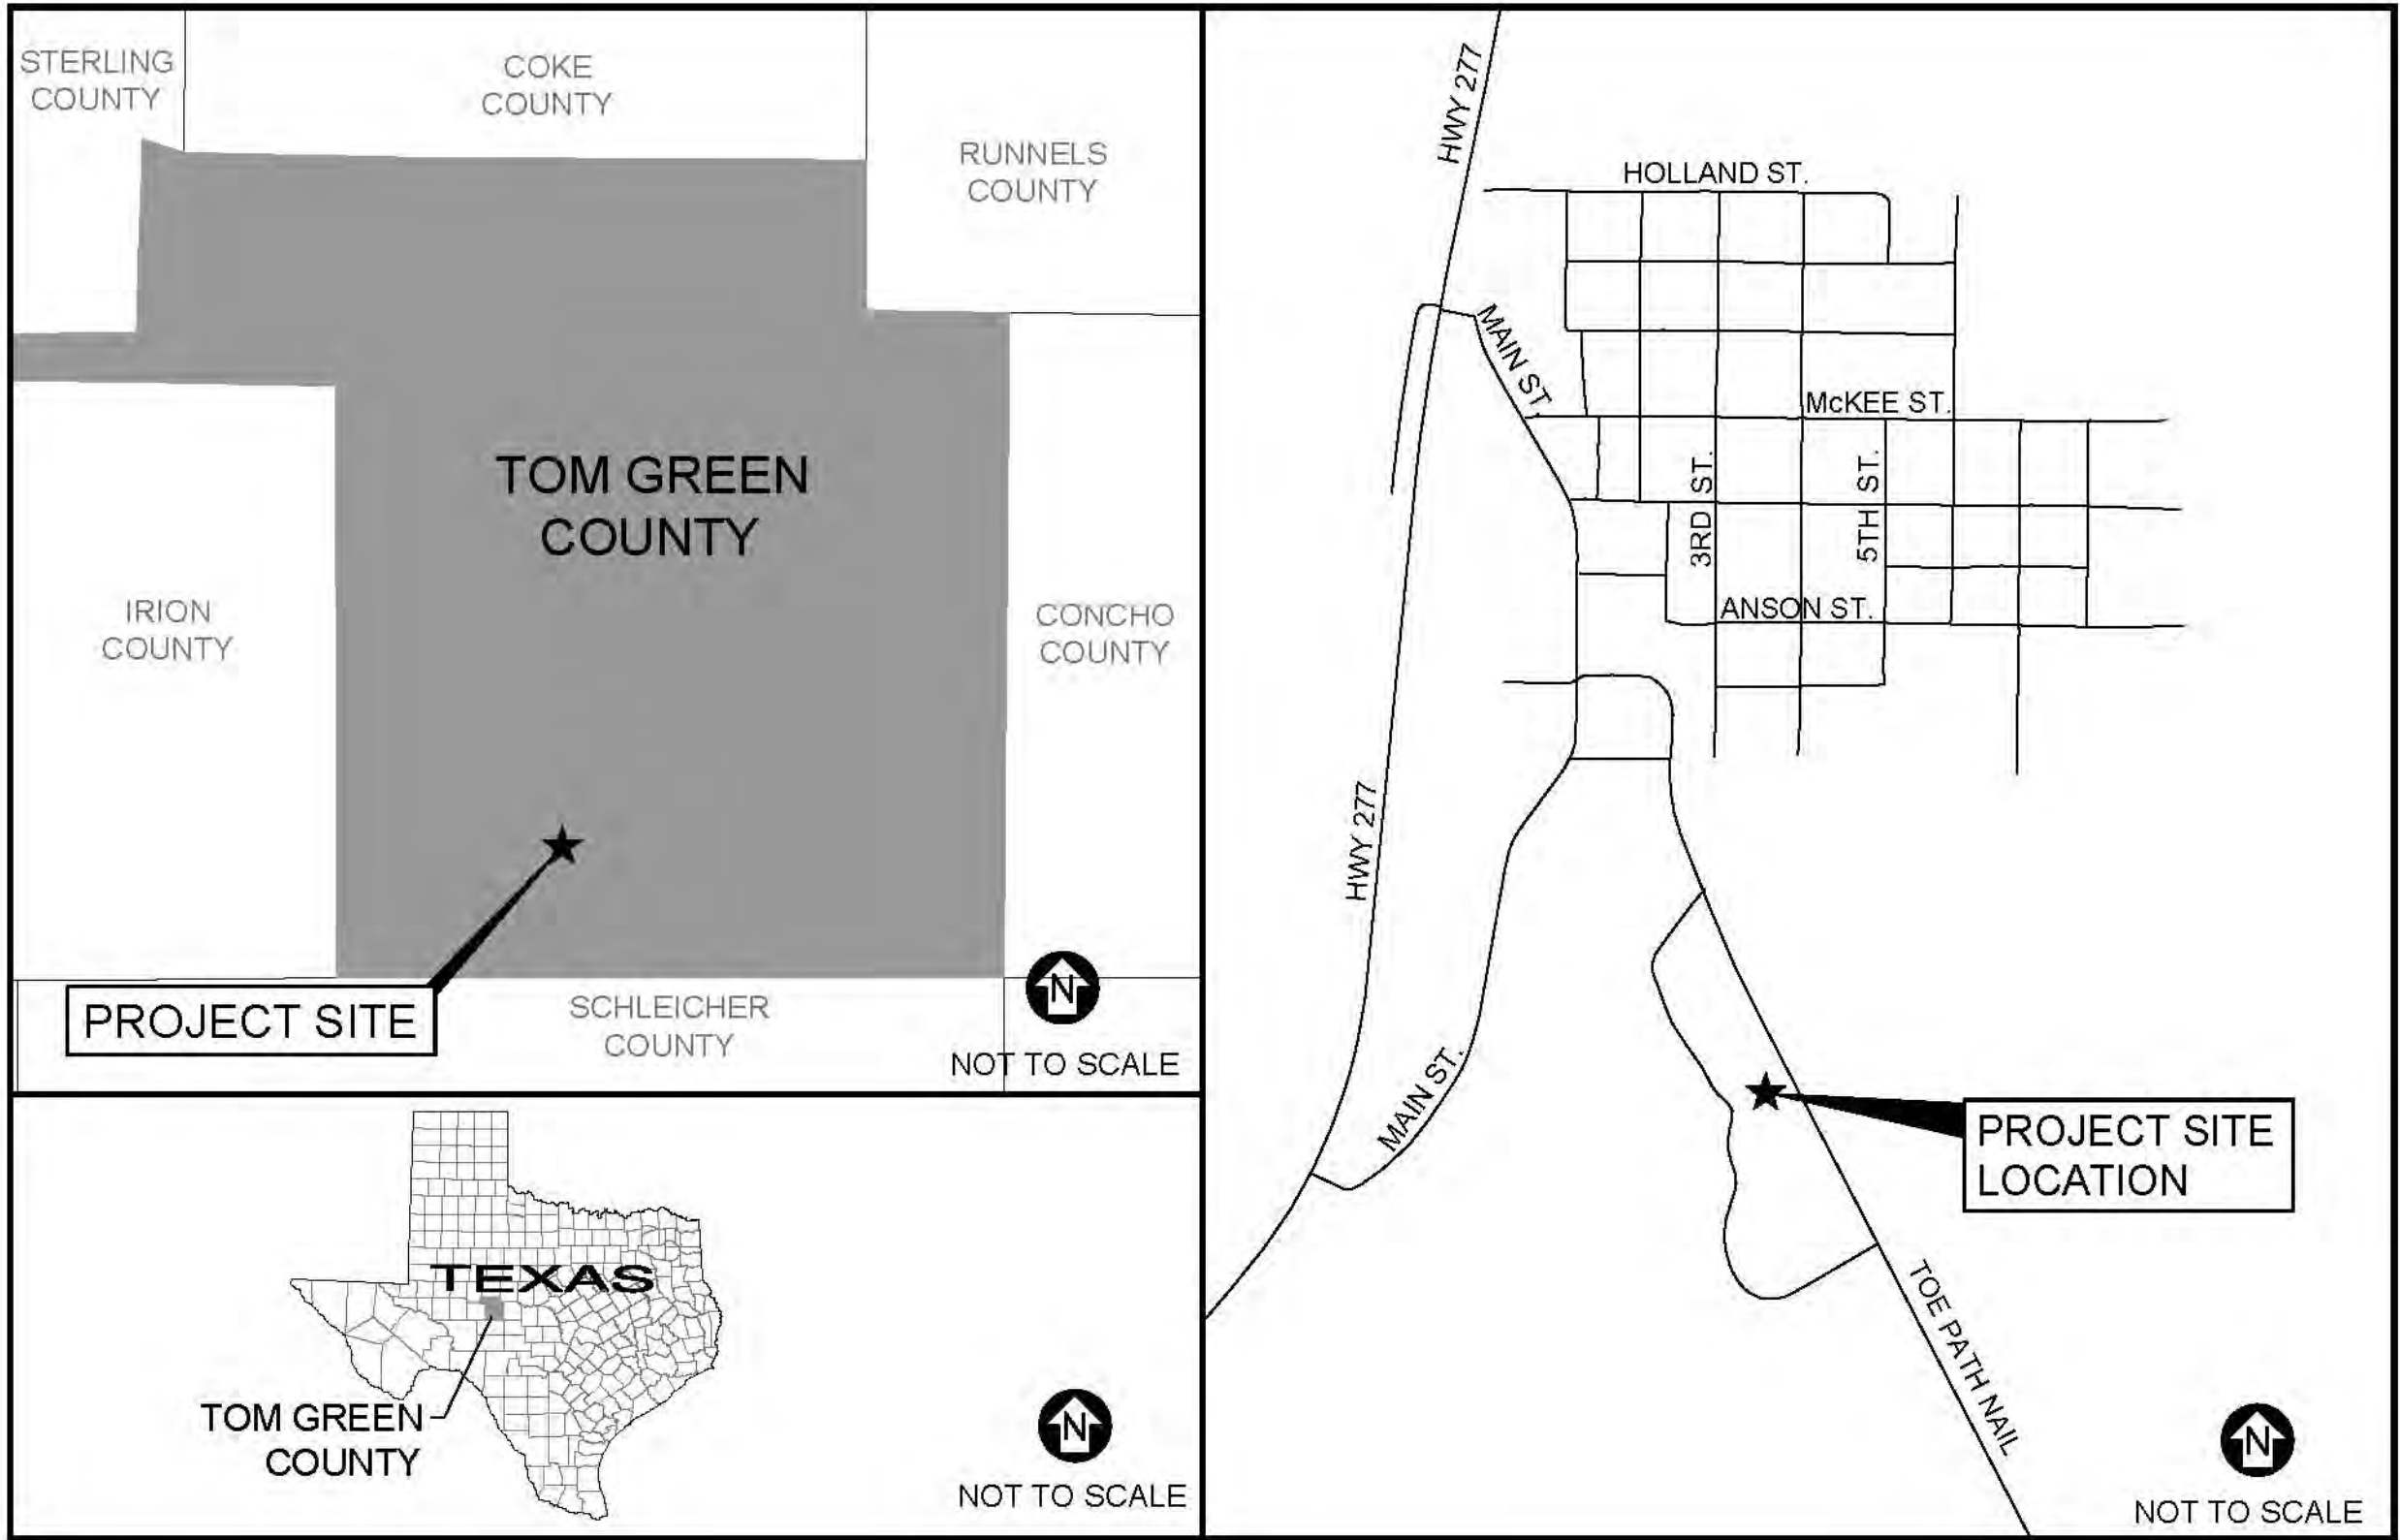 STERLING
COUNTY
COKE
COUNTY
RUNNELS
COUNTY
TOM GREEN
COUNTY
IRION
COUNTY
CONCHO
COUNTY
PROJECT SITE
SCHLEICHER
COUNTY
N
NOT TO SCALE
TEXAS
TOM GREEN
COUNTY
N
NOT TO SCALE
HWY 277
HOLLAND ST.
MAIN ST.
McKEE ST.
3RD ST.
5TH ST.
ANSON ST.
HWY 277
MAIN ST.
PROJECT SITE
LOCATION
TOE PATH NAIL
N
NOT TO SCALE